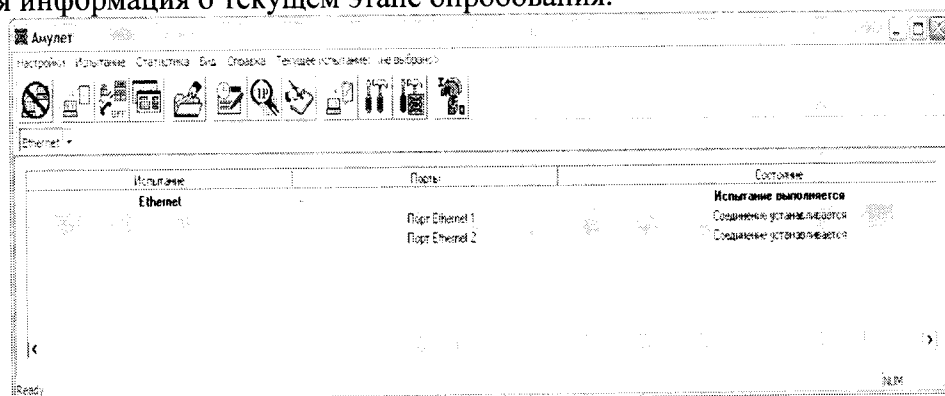 я информация о текущем этапе опробования.
Амулет
Настройки Испытание Статистика Вид Справка Текущее испытание: <не выбрано>
Ethernet
Испытание Порты Состояние
Ethernet Испытание выполняется
Порт Ethernet 1 Соединение устанавливается
Порт Ethernet 2 Соединение устанавливается
Ready NUM